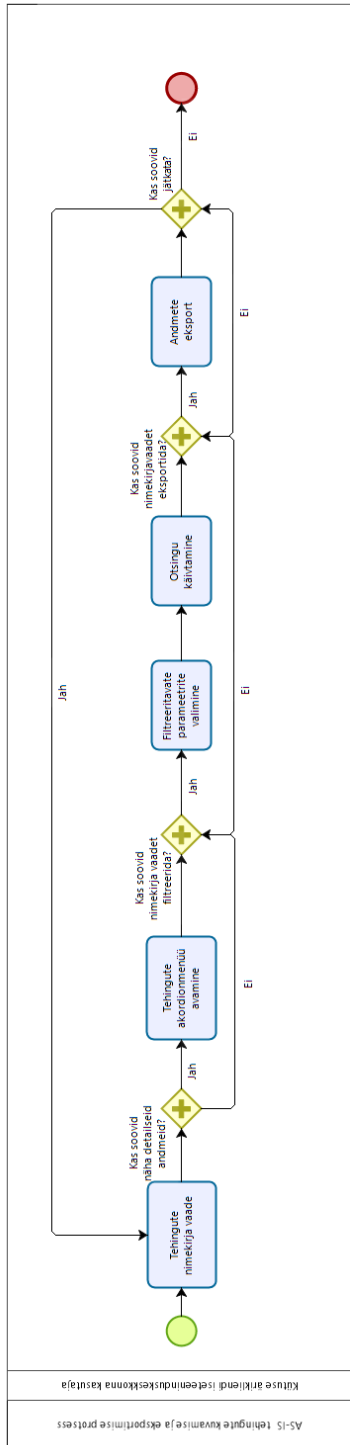 AS-IS tehingute kuvamise ja eksportimise protsess
Kütuse ärikliendi iseteeninduskeskkonna kasutaja
Tehingute
nimekirja vaade
Kas soovid
näha detailseid
andmeid?
Jah
Ei
Tehingute
akordionmenüü
avamine
Kas soovid
nimekirja vaadet
filtreerida?
Jah
Ei
Filtreeritavate
parameetrite
valimine
Otsingu
käivtamine
Kas soovid
nimekirjavaadet
eksportida?
Jah
Ei
Andmete
eksport
Kas soovid
jätkata?
Jah
Ei